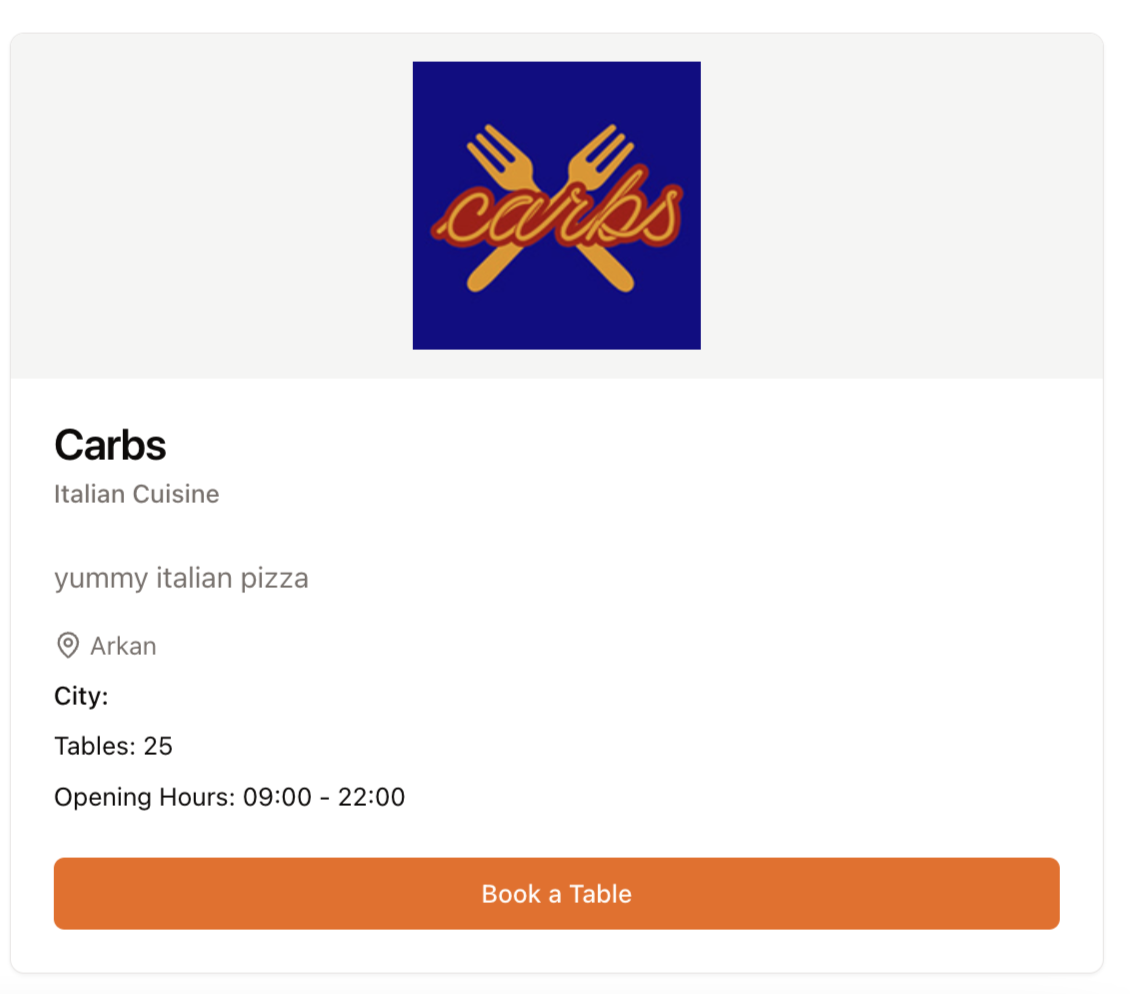 carbs
Carbs
Italian Cuisine
yummy italian pizza
Arkan
City:
Tables: 25
Opening Hours: 09:00 - 22:00
Book a Table